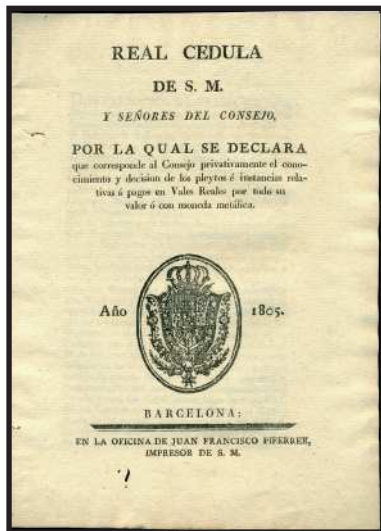 REAL CEDULA
DE S. M.
Y SEÑORES DEL CONSEJO,
POR LA QUAL SE DECLARA
que corresponde al Consejo privativamente el cono-
cimiento y decision de los pleytos é instancias rela-
tivas á pagos en Vales Reales por todo su
valor ó con moneda metálica.
Año 1805.
BARCELONA:
EN LA OFICINA DE JUAN FRANCISCO PIFERRER,
IMPRESOR DE S. M.